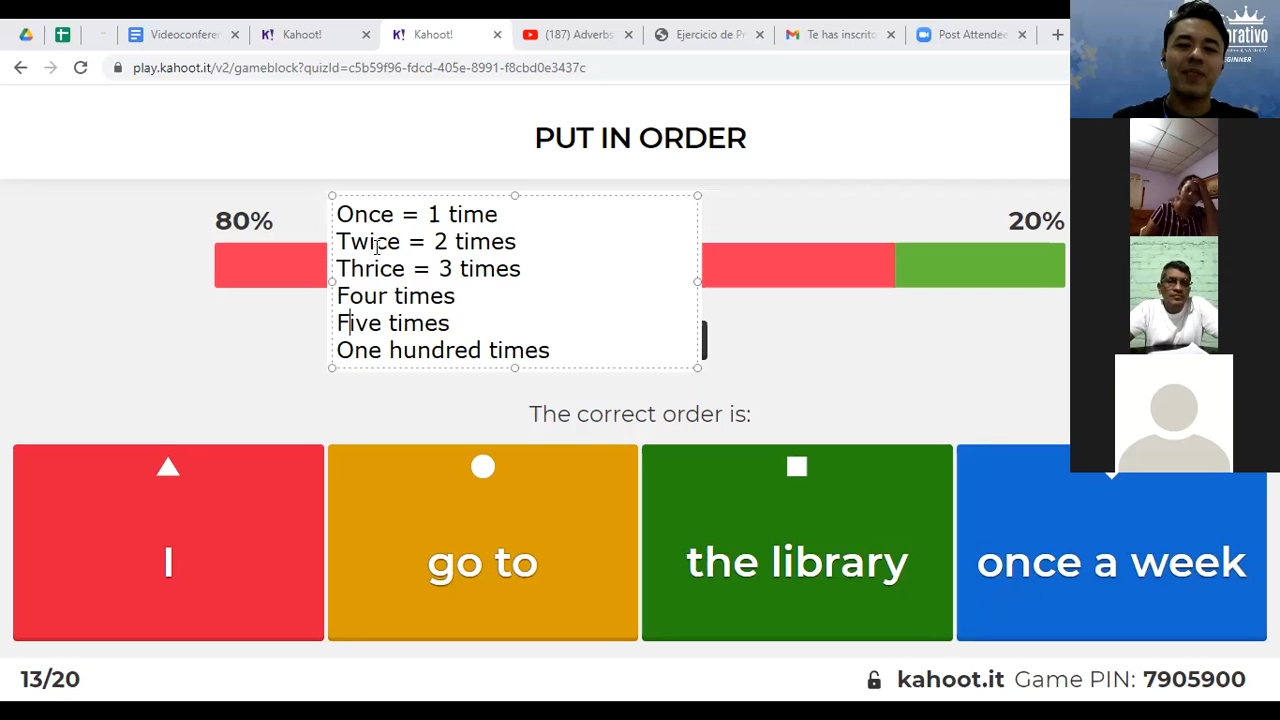 Videoconferen
Kahoot!
Kahoot!
(187) Adverbs
Ejercicio de Pr
Te has inscrito
Post Attendee
play.kahoot.it/v2/gameblock?quizId=c5b59f96-fdcd-405e-8991-f8cbd0e3437c
arativo
GINNER
PUT IN ORDER
80%
20%
Once = 1 time
Twice = 2 times
Thrice = 3 times
Four times
Five times
One hundred times
The correct order is:
I
go to
the library
once a week
13/20
kahoot.it Game PIN: 7905900